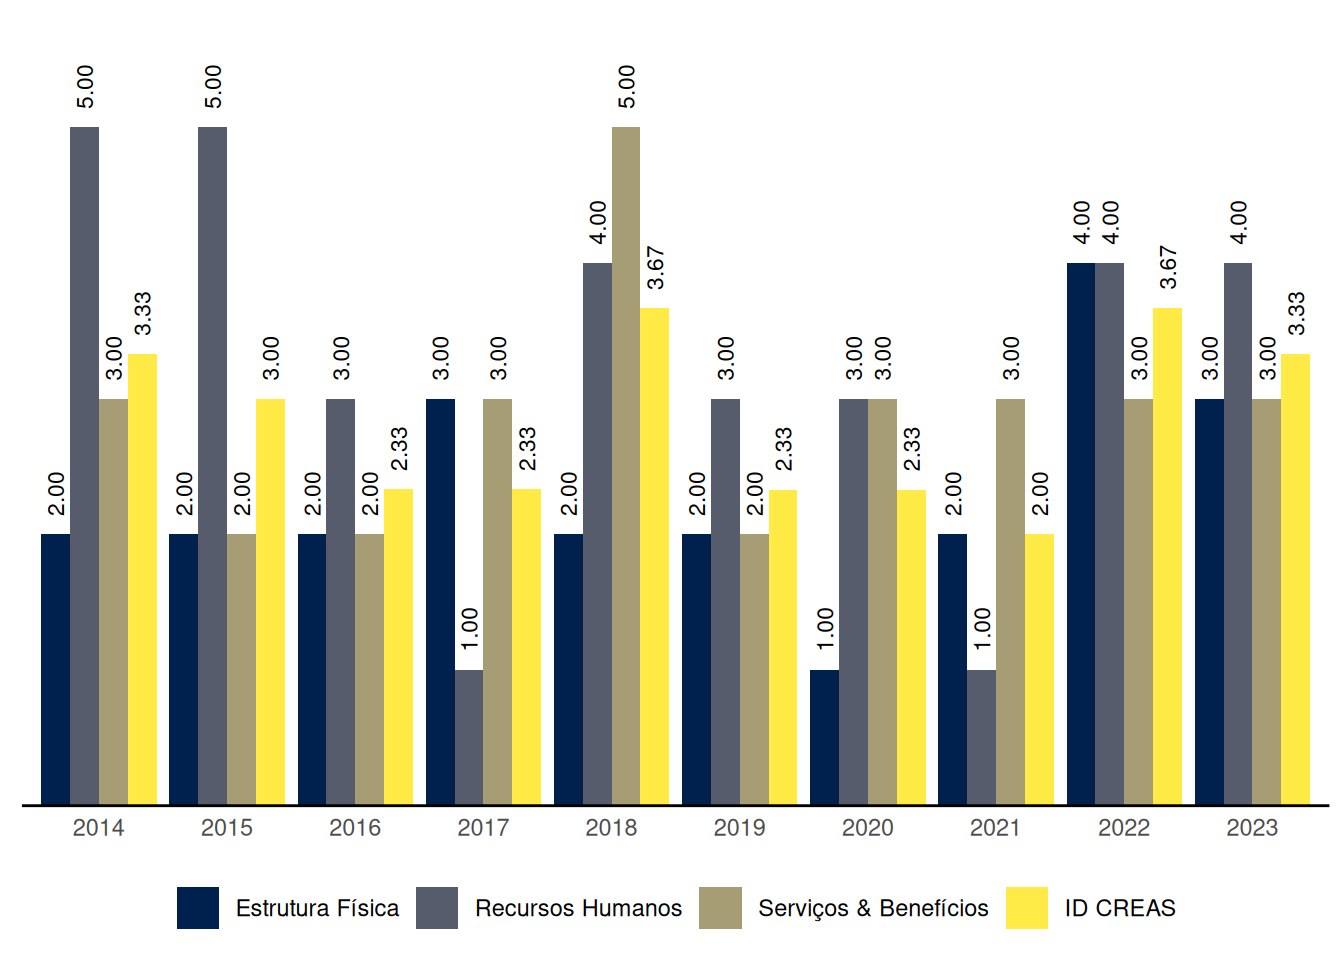 5.00 5.00 5.00
4.00 4.00 4.00 4.00
3.67 3.67
3.33 3.33
3.00 3.00 3.00 3.00 3.00 3.00 3.00 3.00 3.00 3.00 3.00 3.00
2.33 2.33 2.33 2.33
2.00 2.00 2.00 2.00 2.00 2.00 2.00 2.00 2.00 2.00
1.00 1.00 1.00
2014 2015 2016 2017 2018 2019 2020 2021 2022 2023
Estrutura Física Recursos Humanos Serviços & Benefícios ID CREAS